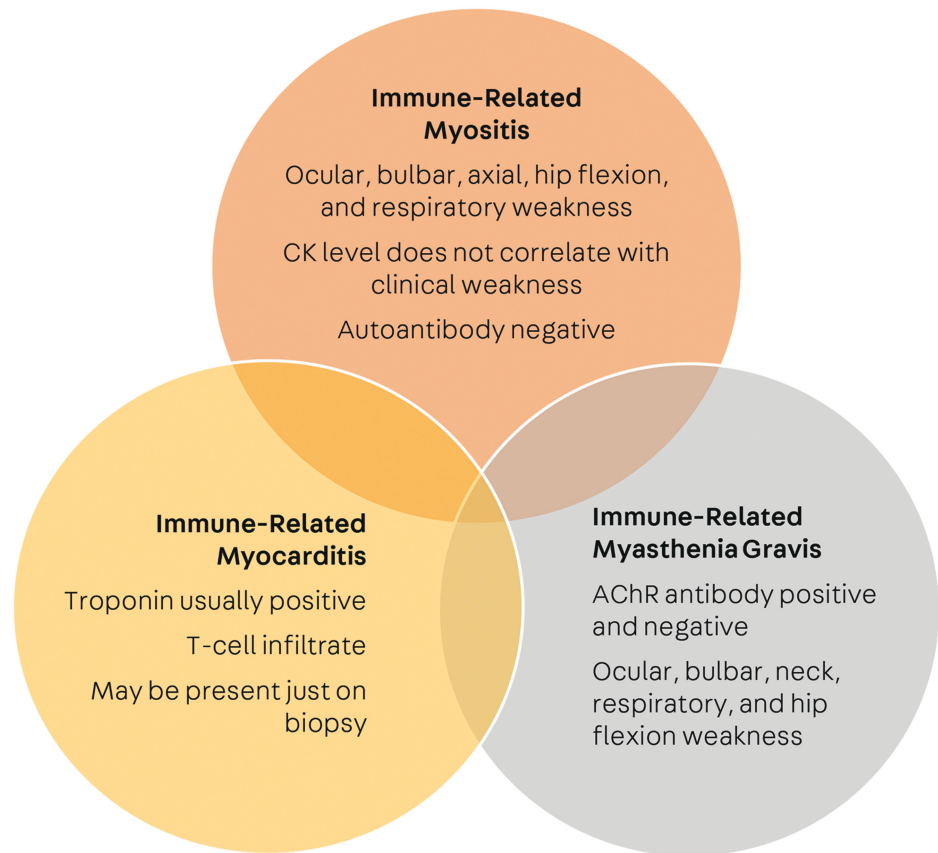 Immune-Related
Myositis
Ocular, bulbar, axial, hip flexion,
and respiratory weakness
CK level does not correlate with
clinical weakness
Autoantibody negative
Immune-Related
Myocarditis
Troponin usually positive
T-cell infiltrate
May be present just on
biopsy
Immune-Related
Myasthenia Gravis
AChR antibody positive
and negative
Ocular, bulbar, neck,
respiratory, and hip
flexion weakness